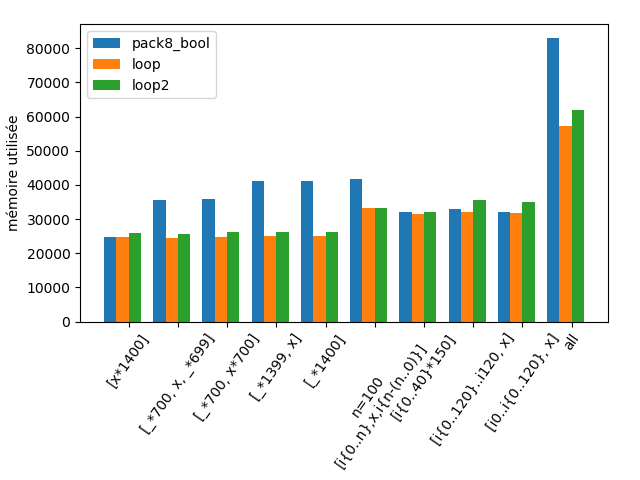 pack8_bool
loop
loop2
mémoire utilisée
80000
70000
60000
50000
40000
30000
20000
10000
0
[x*1400]
[_*700, x, _*699]
[_*700, x*700]
[_*1399, x]
[_*1400]
n=100
[i{0..n},x,i{n-(n..0)}]
[i{0..40}*150]
[i{0..120}..i120, x]
[i0..i{0..120}, x]
all